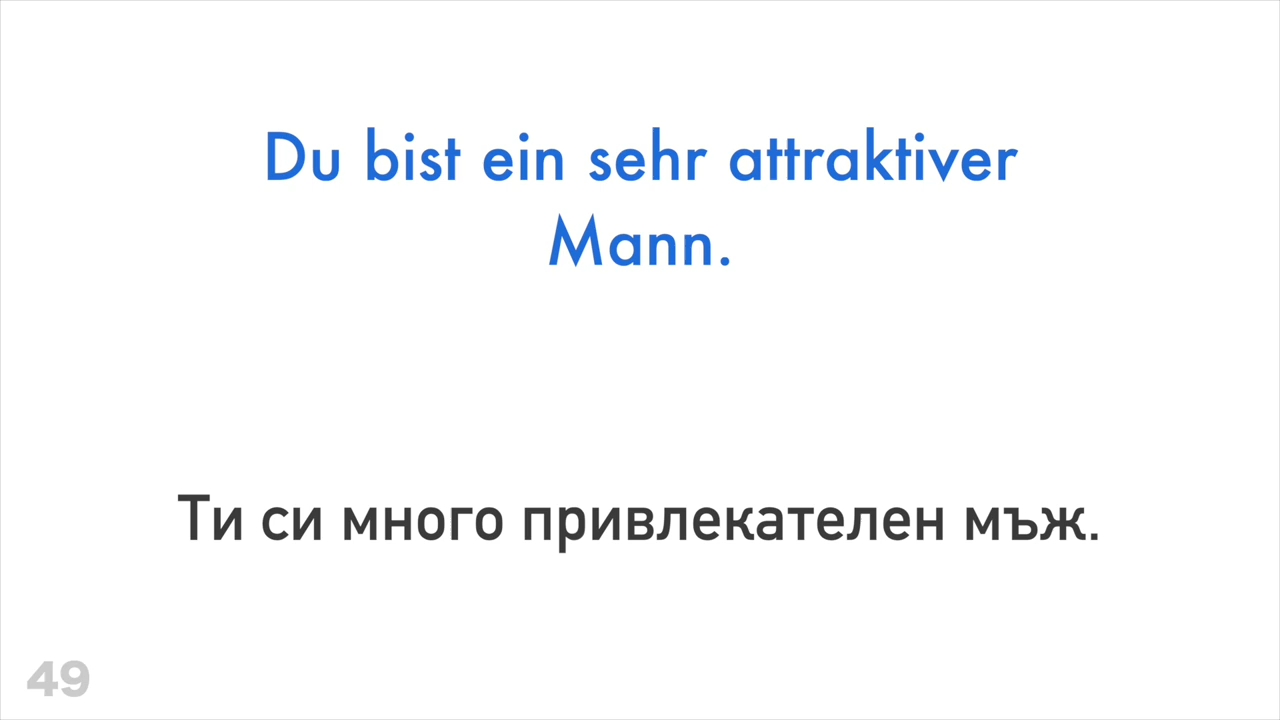 Du bist ein sehr attraktiver
Mann.
Ти си много привлекателен мъж.
49